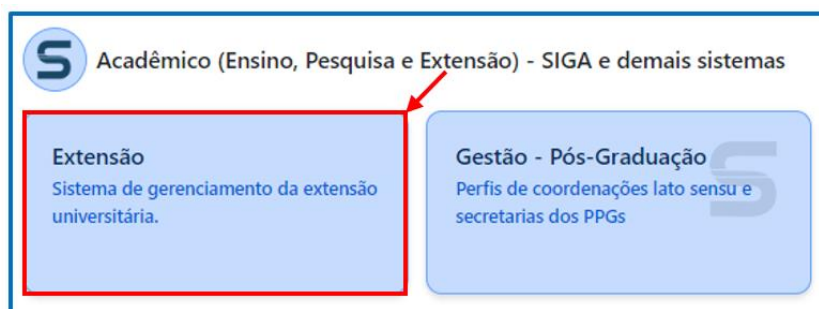 S
Acadêmico (Ensino, Pesquisa e Extensão) - SIGA e demais sistemas
Extensão
Sistema de gerenciamento da extensão
universitária.
Gestão - Pós-Graduação
Perfis de coordenações lato sensu e
secretarias dos PPGs
S